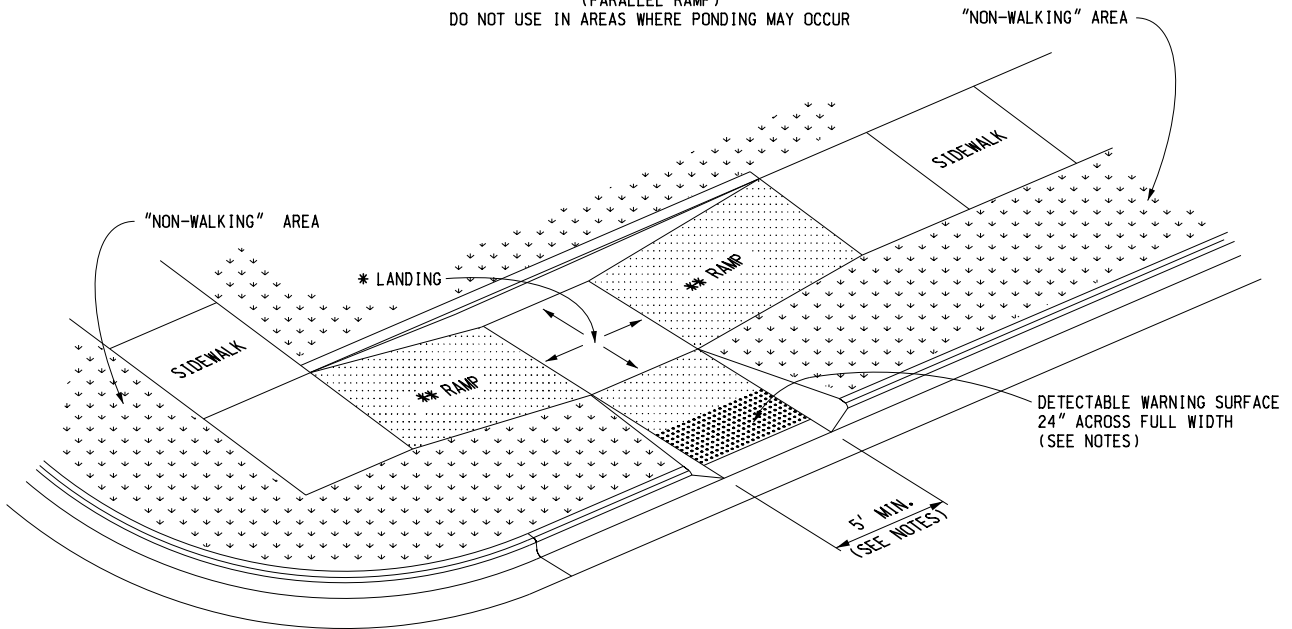 (PARALLEL RAMP)
DO NOT USE IN AREAS WHERE PONDING MAY OCCUR
"NON-WALKING" AREA
SIDEWALK
"NON-WALKING" AREA
** RAMP
* LANDING
SIDEWALK
** RAMP
DETECTABLE WARNING SURFACE
24" ACROSS FULL WIDTH
(SEE NOTES)
5' MIN.
(SEE NOTES)